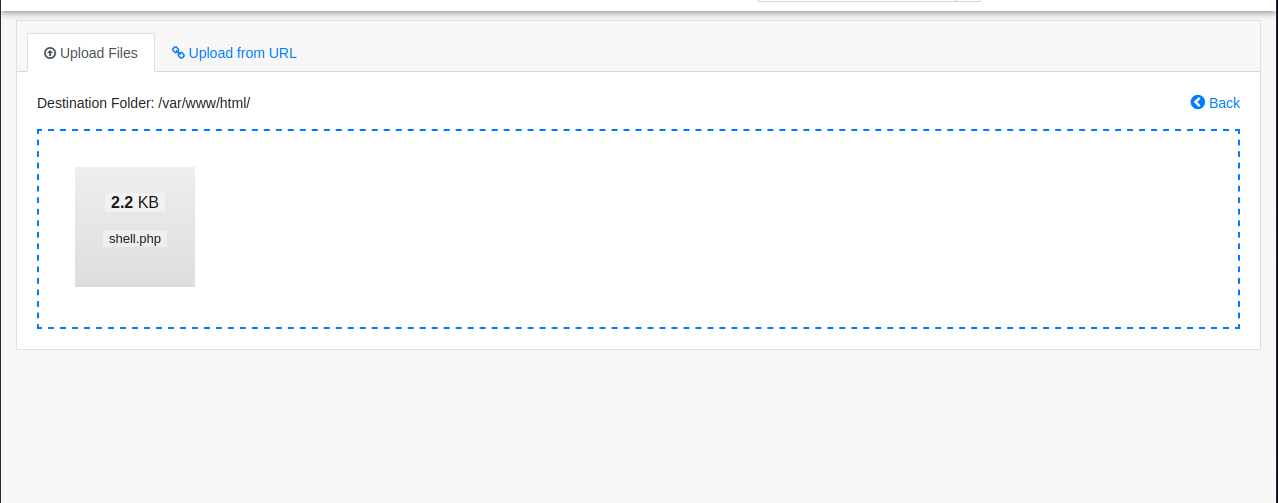 Upload Files
Upload from URL
Destination Folder: /var/www/html/
Back
2.2 KB
shell.php